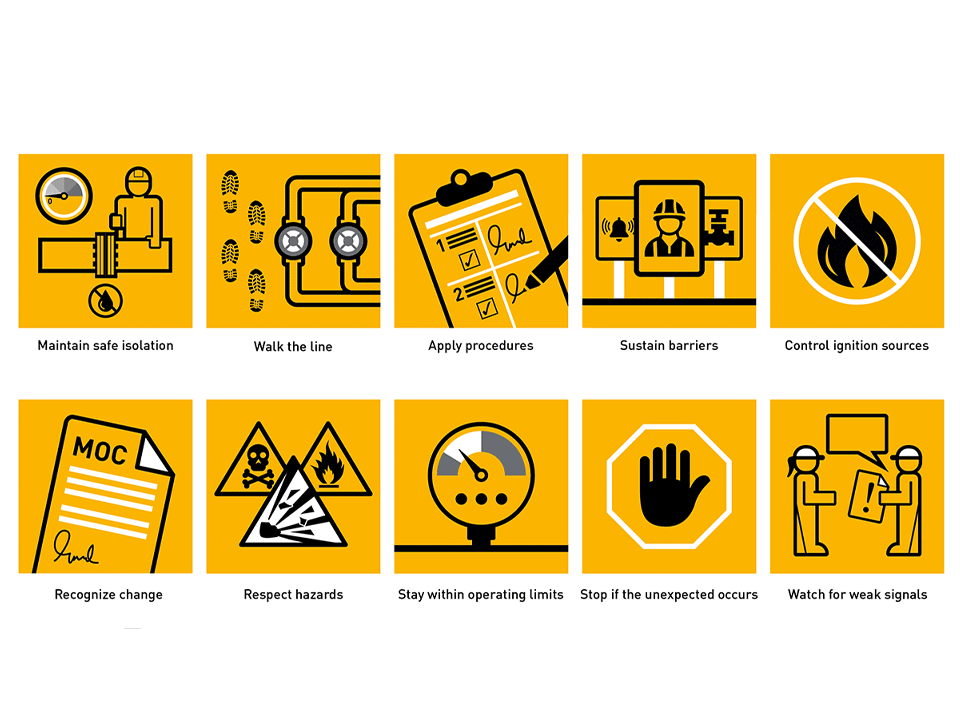 0
Maintain safe isolation
Walk the line
1
2
Apply procedures
Sustain barriers
Control ignition sources
MOC
Recognize change
Respect hazards
Stay within operating limits
Stop if the unexpected occurs
!
Watch for weak signals